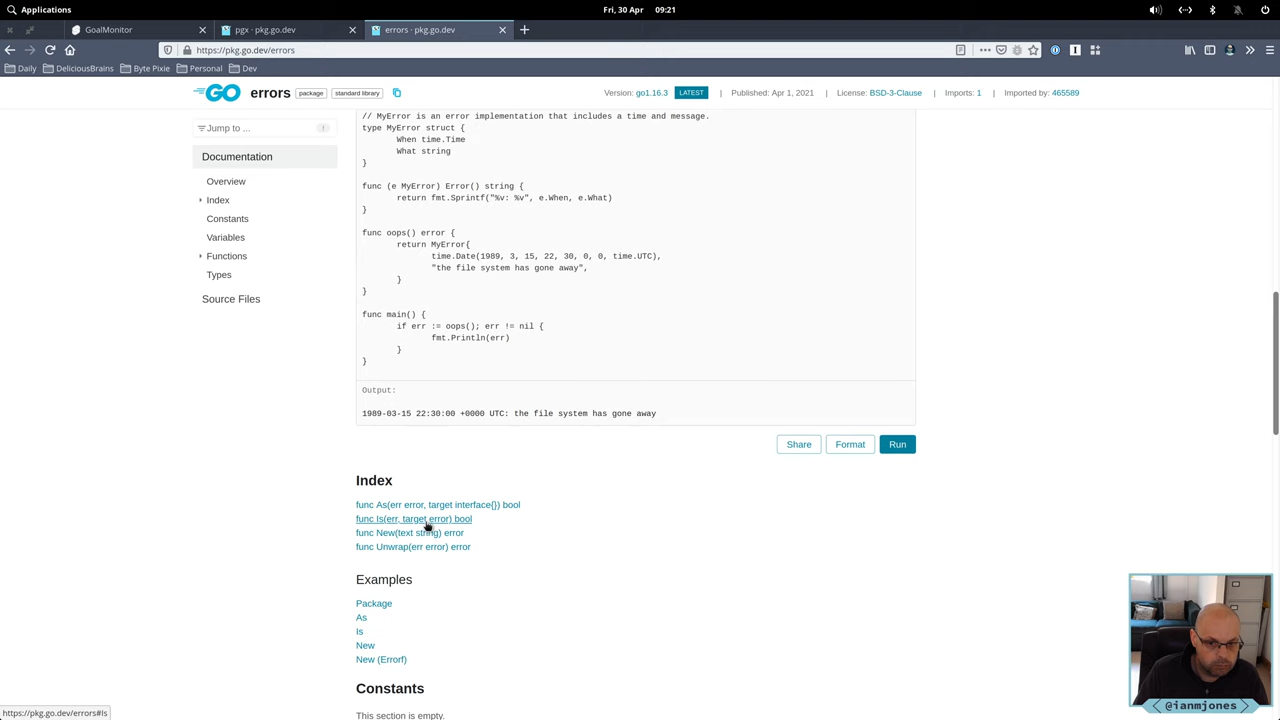 Applications
Fri, 30 Apr 09:21
GoalMonitor
pgx · pkg.go.dev
errors · pkg.go.dev
https://pkg.go.dev/errors
Daily
DeliciousBrains
Byte Pixie
Personal
Dev
GO errors package standard library
Version: go1.16.3 LATEST | Published: Apr 1, 2021 | License: BSD-3-Clause | Imports: 1 | Imported by: 465589
Jump to ...
Documentation
Overview
Index
Constants
Variables
Functions
Types
Source Files
// MyError is an error implementation that includes a time and message.
type MyError struct {
When time.Time
What string
}
func (e MyError) Error() string {
return fmt.Sprintf("%v: %v", e.When, e.What)
}
func oops() error {
return MyError{
time.Date(1989, 3, 15, 22, 30, 0, 0, time.UTC),
"the file system has gone away",
}
}
func main() {
if err := oops(); err != nil {
fmt.Println(err)
}
}
Output:
1989-03-15 22:30:00 +0000 UTC: the file system has gone away
Share
Format
Run
Index
func As(err error, target interface{}) bool
func Is(err, target error) bool
func New(text string) error
func Unwrap(err error) error
Examples
Package
As
Is
New
New (Errorf)
Constants
This section is empty.
https://pkg.go.dev/errors#Is
@ianmjones